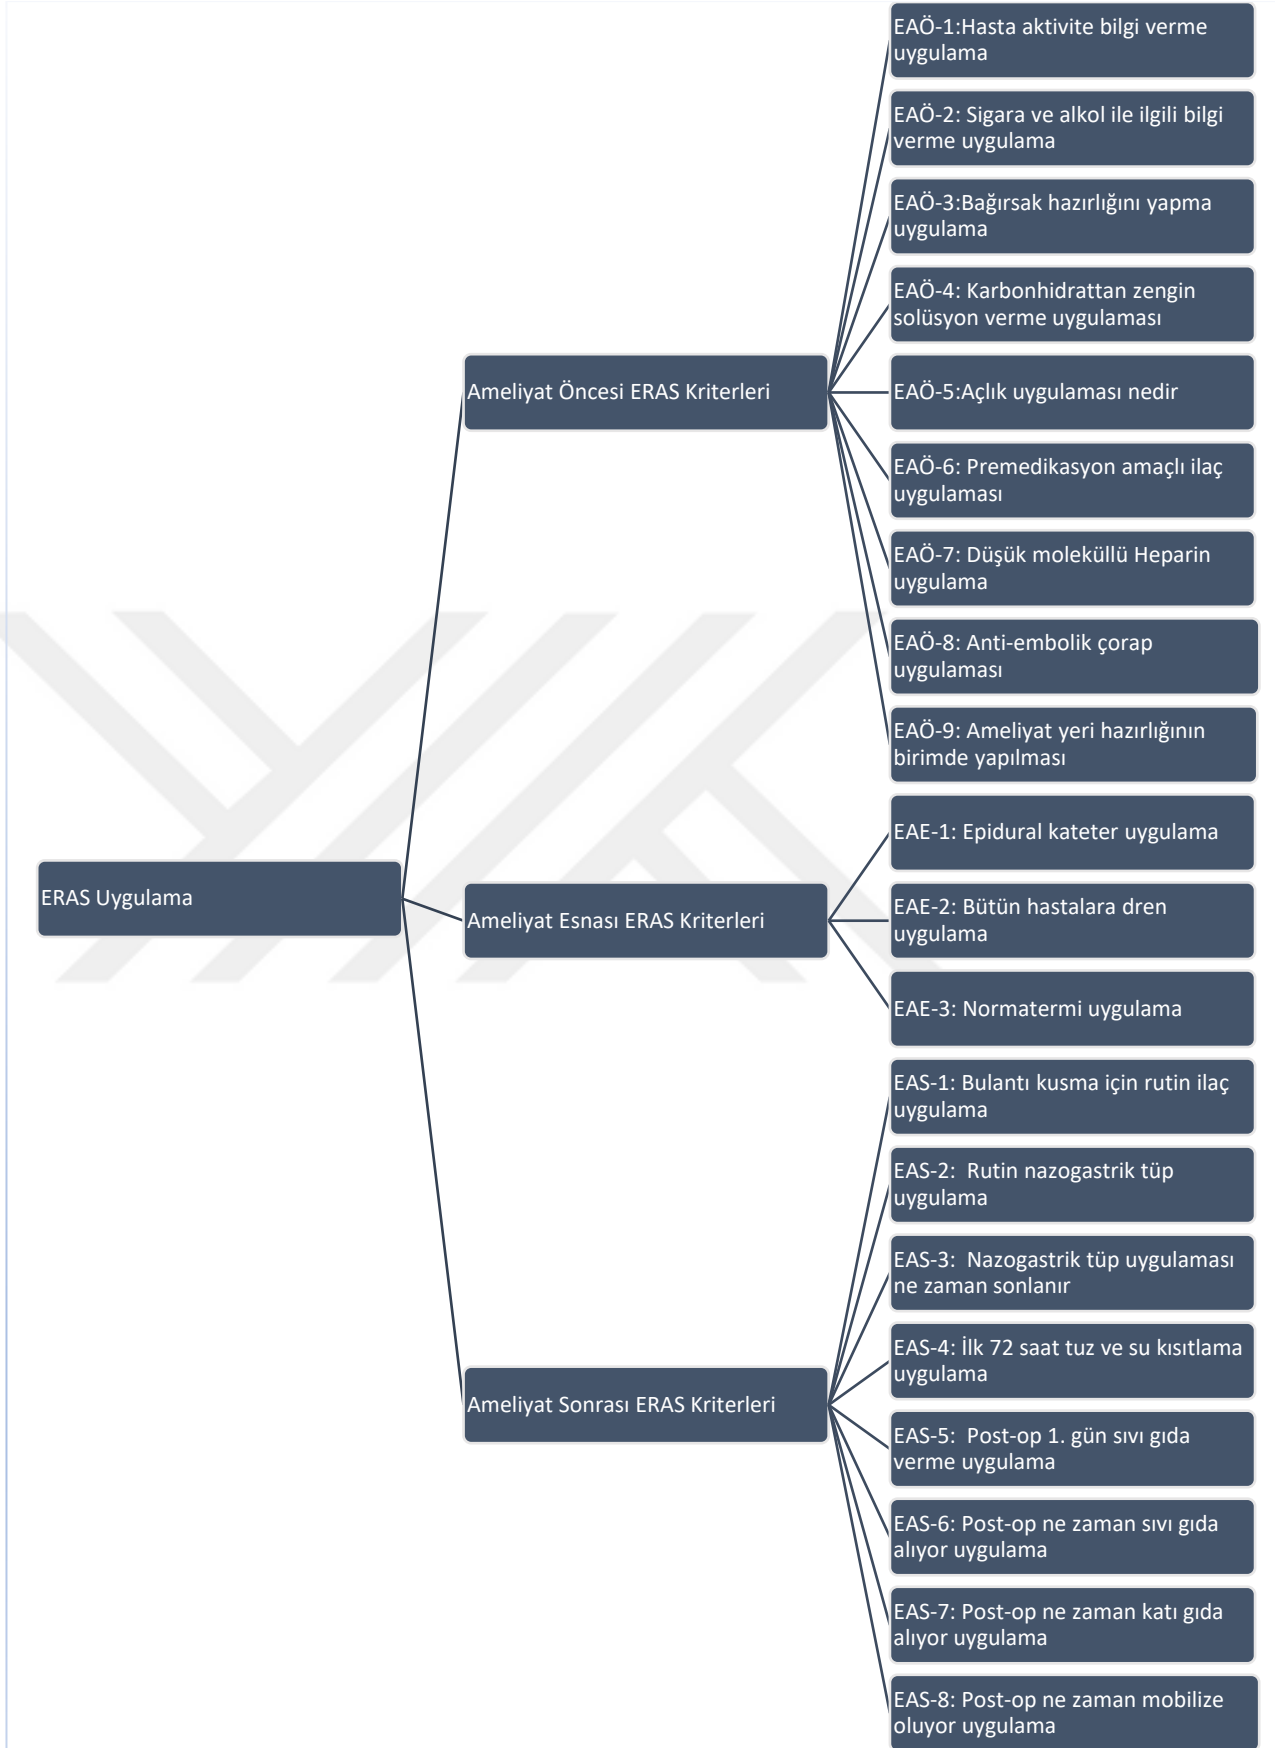 ERAS Uygulama
Ameliyat Öncesi ERAS Kriterleri
EAÖ-1:Hasta aktivite bilgi verme
uygulama
EAÖ-2: Sigara ve alkol ile ilgili bilgi
verme uygulama
EAÖ-3:Bağırsak hazırlığını yapma
uygulama
EAÖ-4: Karbonhidrattan zengin
solüsyon verme uygulaması
EAÖ-5:Açlık uygulaması nedir
EAÖ-6: Premedikasyon amaçlı ilaç
uygulaması
EAÖ-7: Düşük moleküllü Heparin
uygulama
EAÖ-8: Anti-embolik çorap
uygulaması
EAÖ-9: Ameliyat yeri hazırlığının
birimde yapılması
Ameliyat Esnası ERAS Kriterleri
EAE-1: Epidural kateter uygulama
EAE-2: Bütün hastalara dren
uygulama
EAE-3: Normatermi uygulama
Ameliyat Sonrası ERAS Kriterleri
EAS-1: Bulantı kusma için rutin ilaç
uygulama
EAS-2:  Rutin nazogastrik tüp
uygulama
EAS-3:  Nazogastrik tüp uygulaması
ne zaman sonlanır
EAS-4: İlk 72 saat tuz ve su kısıtlama
uygulama
EAS-5:  Post-op 1. gün sıvı gıda
verme uygulama
EAS-6: Post-op ne zaman sıvı gıda
alıyor uygulama
EAS-7: Post-op ne zaman katı gıda
alıyor uygulama
EAS-8: Post-op ne zaman mobilize
oluyor uygulama